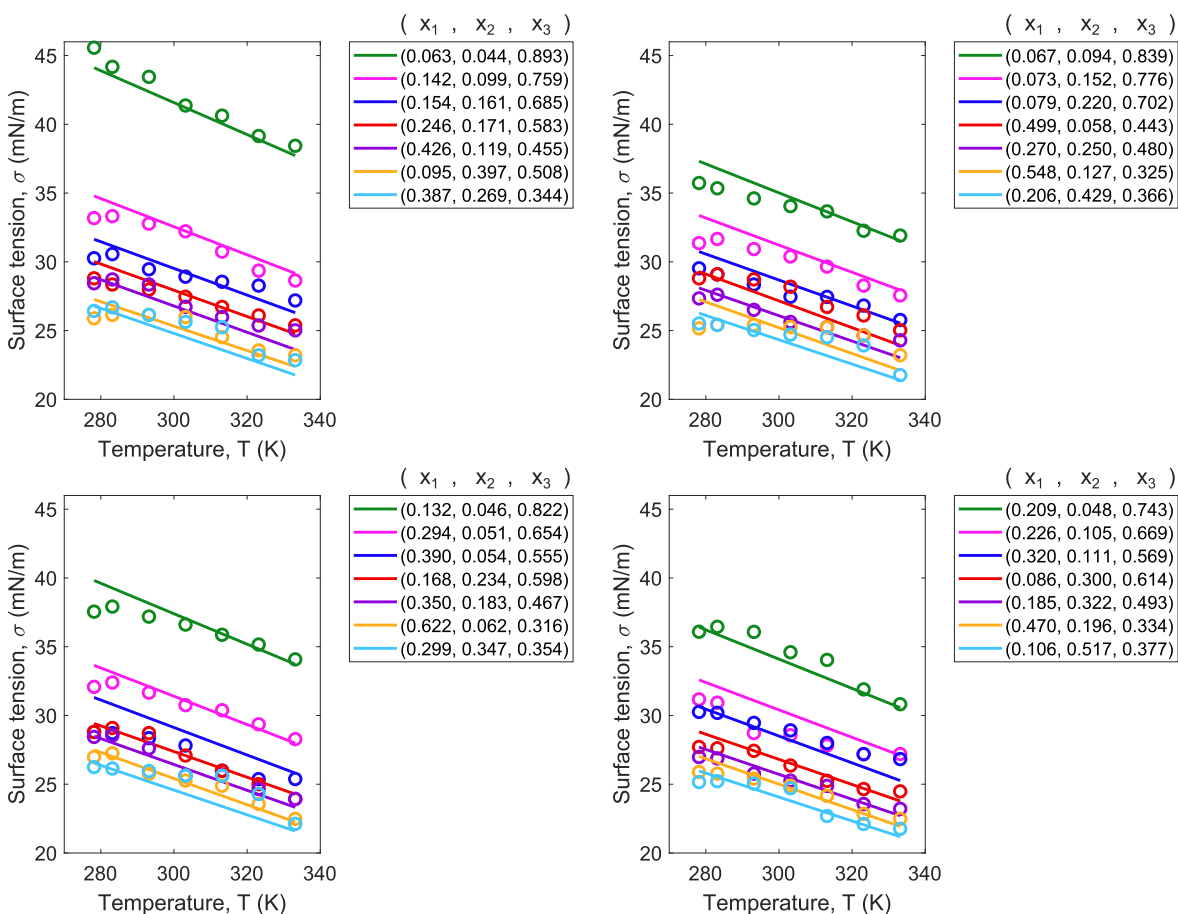 ( x1 , x2 , x3 )
45
40
35
30
25
20
280
300
320
340
Surface tension, σ (mN/m)
Temperature, T (K)
(0.063, 0.044, 0.893)
(0.142, 0.099, 0.759)
(0.154, 0.161, 0.685)
(0.246, 0.171, 0.583)
(0.426, 0.119, 0.455)
(0.095, 0.397, 0.508)
(0.387, 0.269, 0.344)
( x1 , x2 , x3 )
45
40
35
30
25
20
280
300
320
340
Surface tension, σ (mN/m)
Temperature, T (K)
(0.067, 0.094, 0.839)
(0.073, 0.152, 0.776)
(0.079, 0.220, 0.702)
(0.499, 0.058, 0.443)
(0.270, 0.250, 0.480)
(0.548, 0.127, 0.325)
(0.206, 0.429, 0.366)
( x1 , x2 , x3 )
45
40
35
30
25
20
280
300
320
340
Surface tension, σ (mN/m)
Temperature, T (K)
(0.132, 0.046, 0.822)
(0.294, 0.051, 0.654)
(0.390, 0.054, 0.555)
(0.168, 0.234, 0.598)
(0.350, 0.183, 0.467)
(0.622, 0.062, 0.316)
(0.299, 0.347, 0.354)
( x1 , x2 , x3 )
45
40
35
30
25
20
280
300
320
340
Surface tension, σ (mN/m)
Temperature, T (K)
(0.209, 0.048, 0.743)
(0.226, 0.105, 0.669)
(0.320, 0.111, 0.569)
(0.086, 0.300, 0.614)
(0.185, 0.322, 0.493)
(0.470, 0.196, 0.334)
(0.106, 0.517, 0.377)